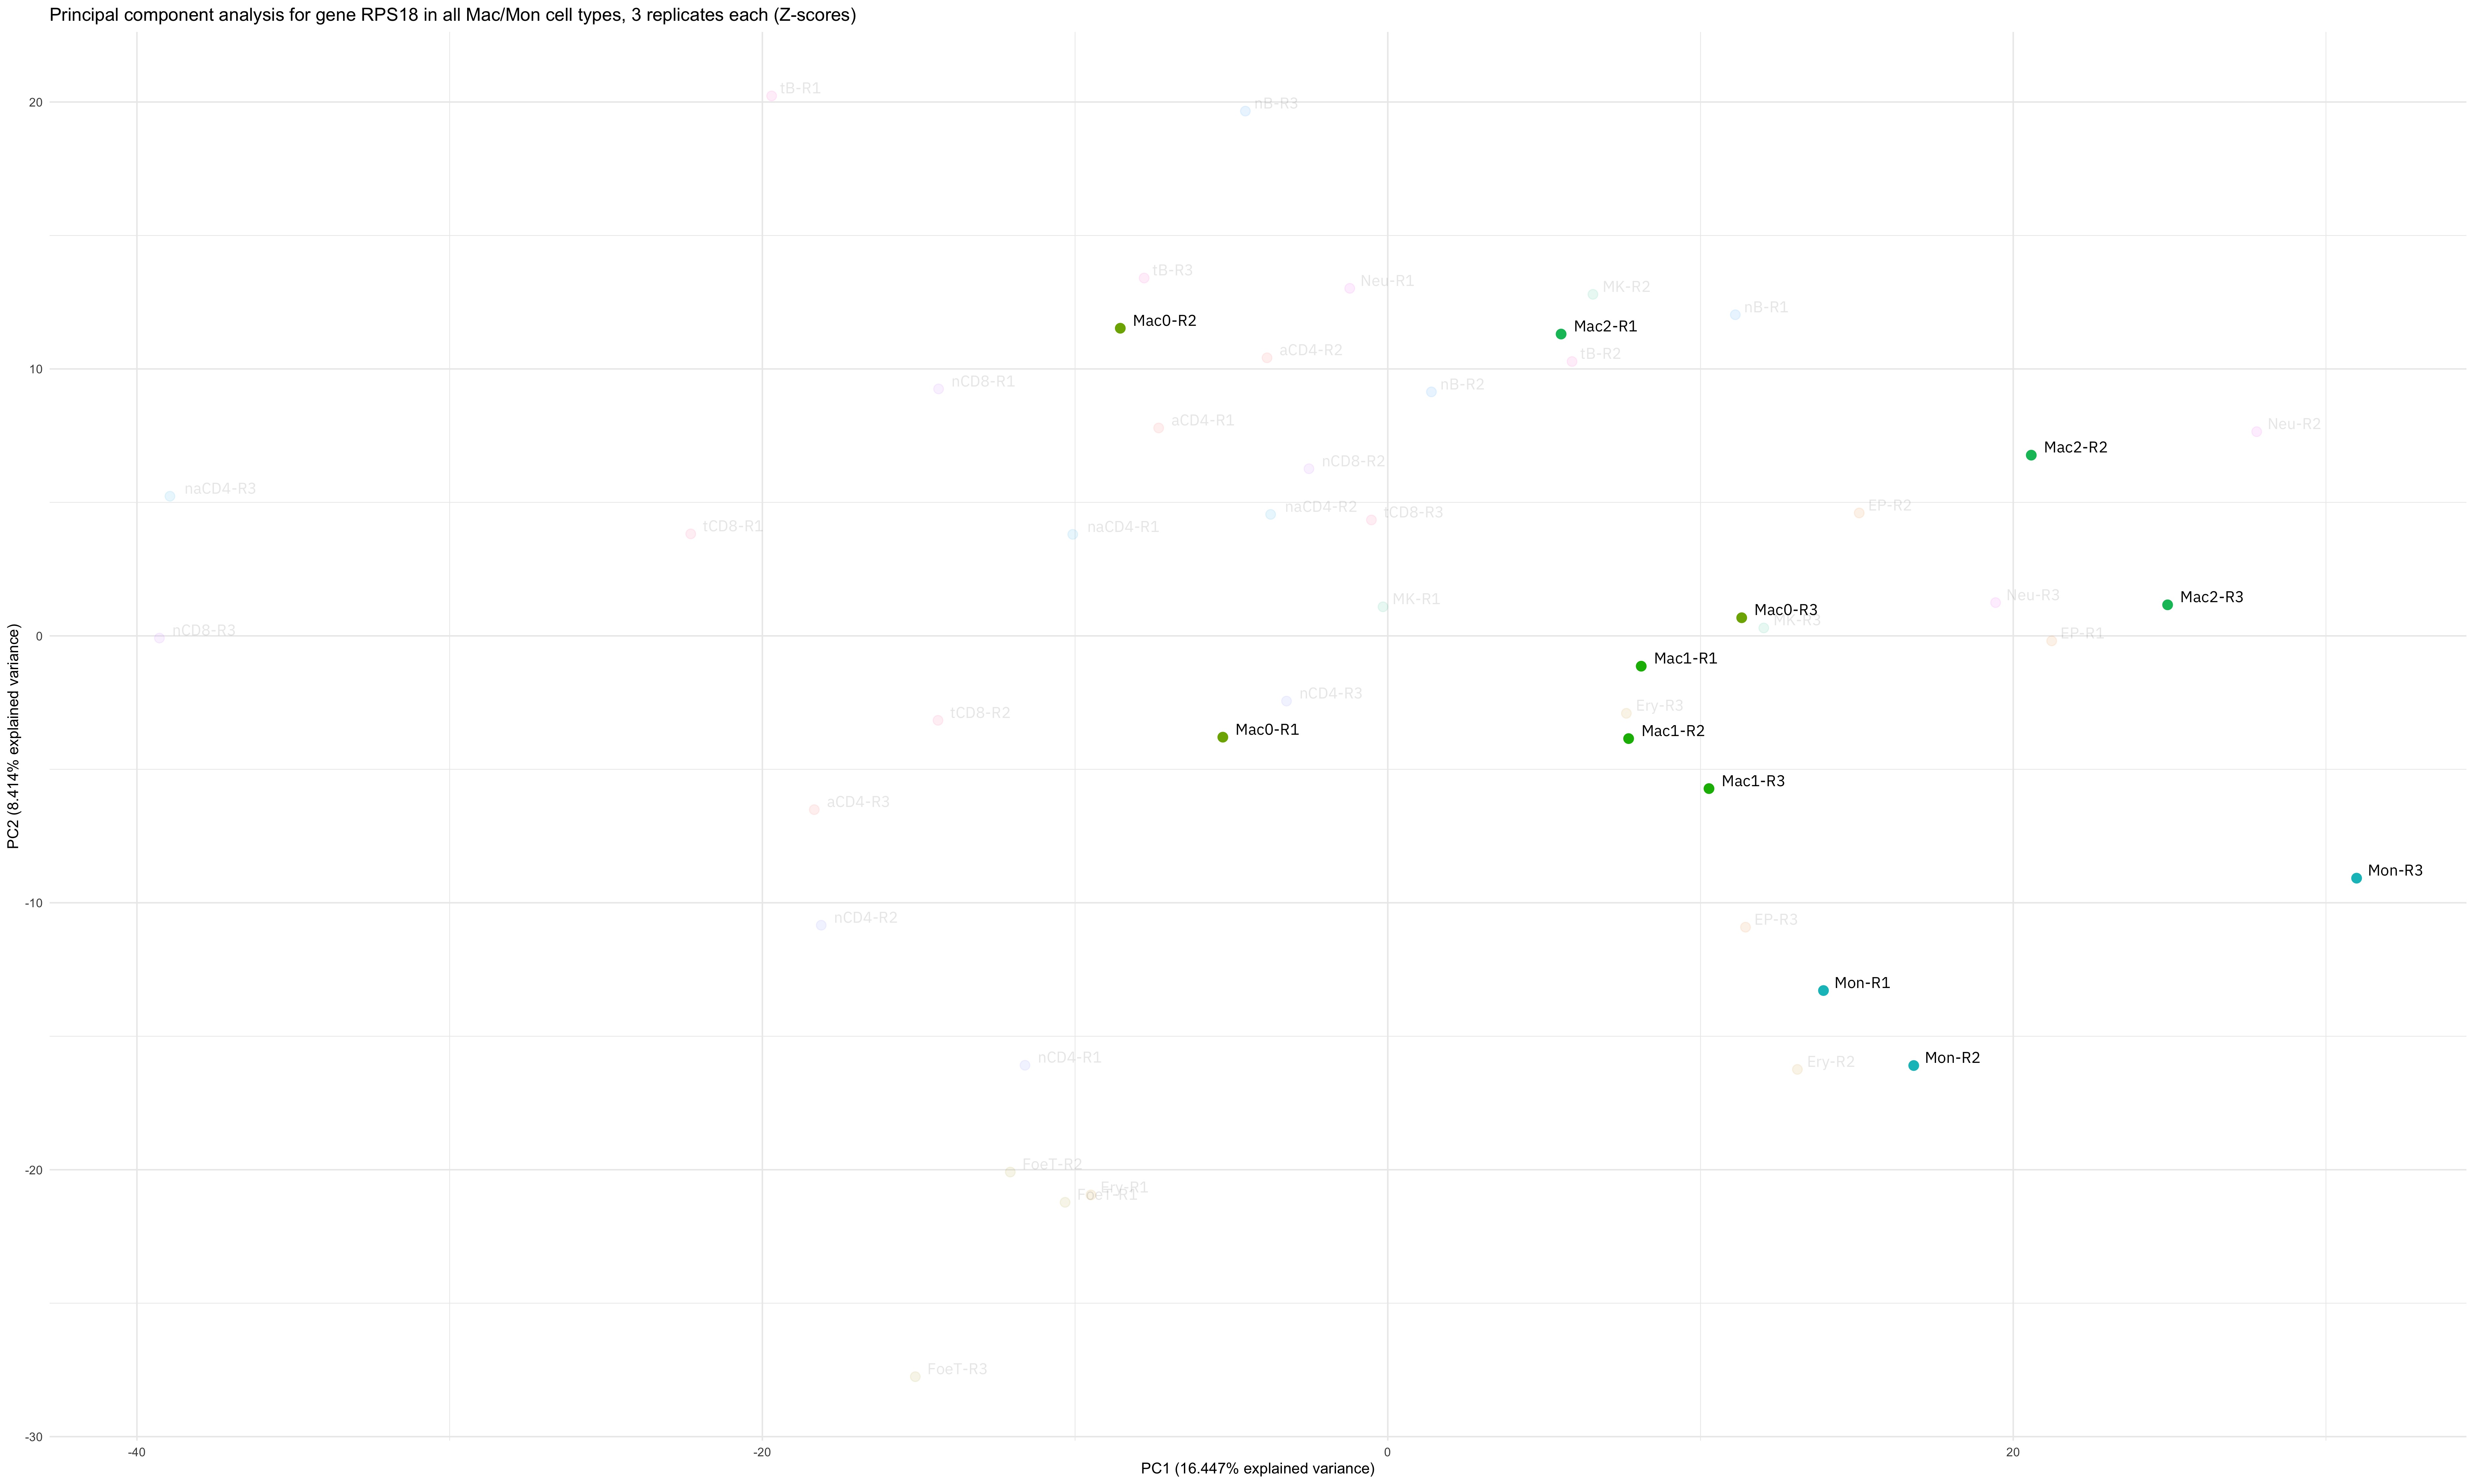 Principal component analysis for gene RPS18 in all Mac/Mon cell types, 3 replicates each (Z-scores)
tB-R1
nB-R3
20
tB-R3
Neu-R1
MK-R2
nB-R1
Mac0-R2
Mac2-R1
aCD4-R2
tB-R2
10
nCD8-R1
nB-R2
aCD4-R1
Neu-R2
Mac2-R2
nCD8-R2
naCD4-R3
naCD4-R2
EP-R2
tCD8-R3
tCD8-R1
naCD4-R1
MK-R1
Neu-R3
Mac2-R3
Mac0-R3
MK-R3
nCD8-R3
EP-R1
0
Mac1-R1
nCD4-R3
Ery-R3
tCD8-R2
Mac0-R1
Mac1-R2
Mac1-R3
aCD4-R3
Mon-R3
-10
nCD4-R2
EP-R3
Mon-R1
nCD4-R1
Mon-R2
Ery-R2
FoeT-R2
-20
Ery-R1
FoeT-R1
FoeT-R3
-30
-40
-20
0
20
PC1 (16.447% explained variance)
PC2 (8.414% explained variance)